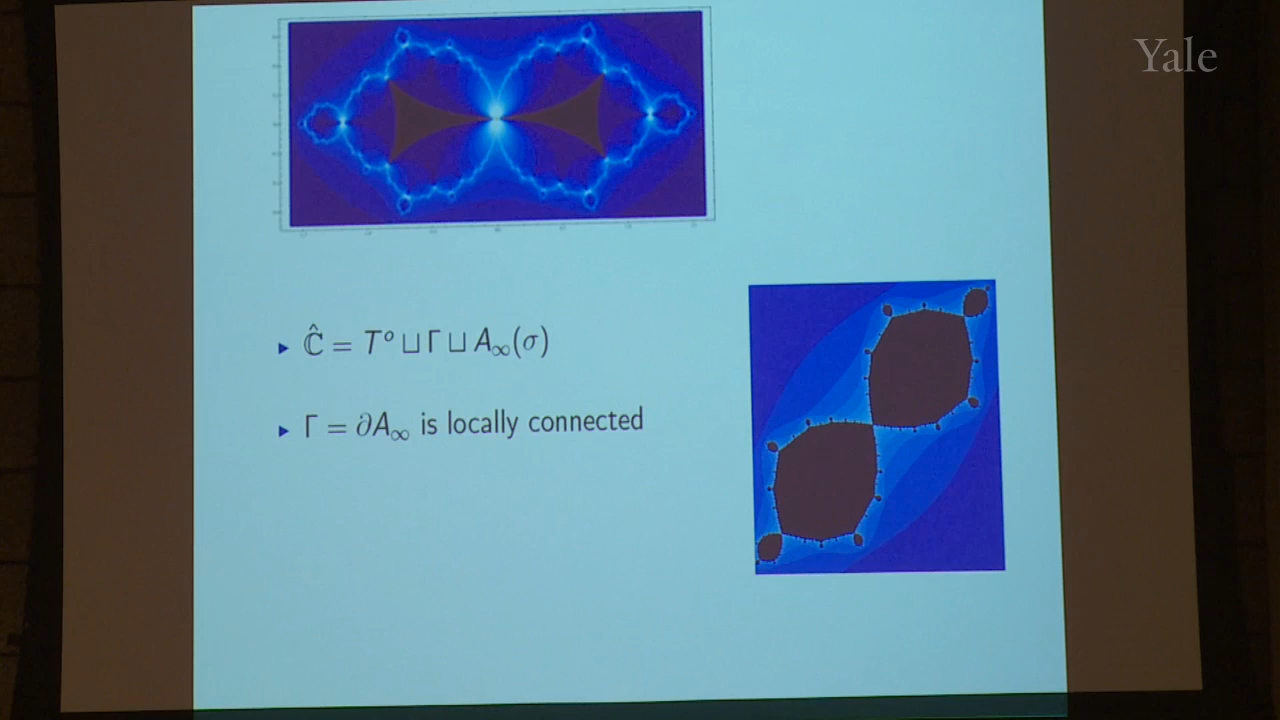 Yale
Ĉ = T° ⊔ Γ ⊔ A∞(σ)
Γ = ∂A∞ is locally connected